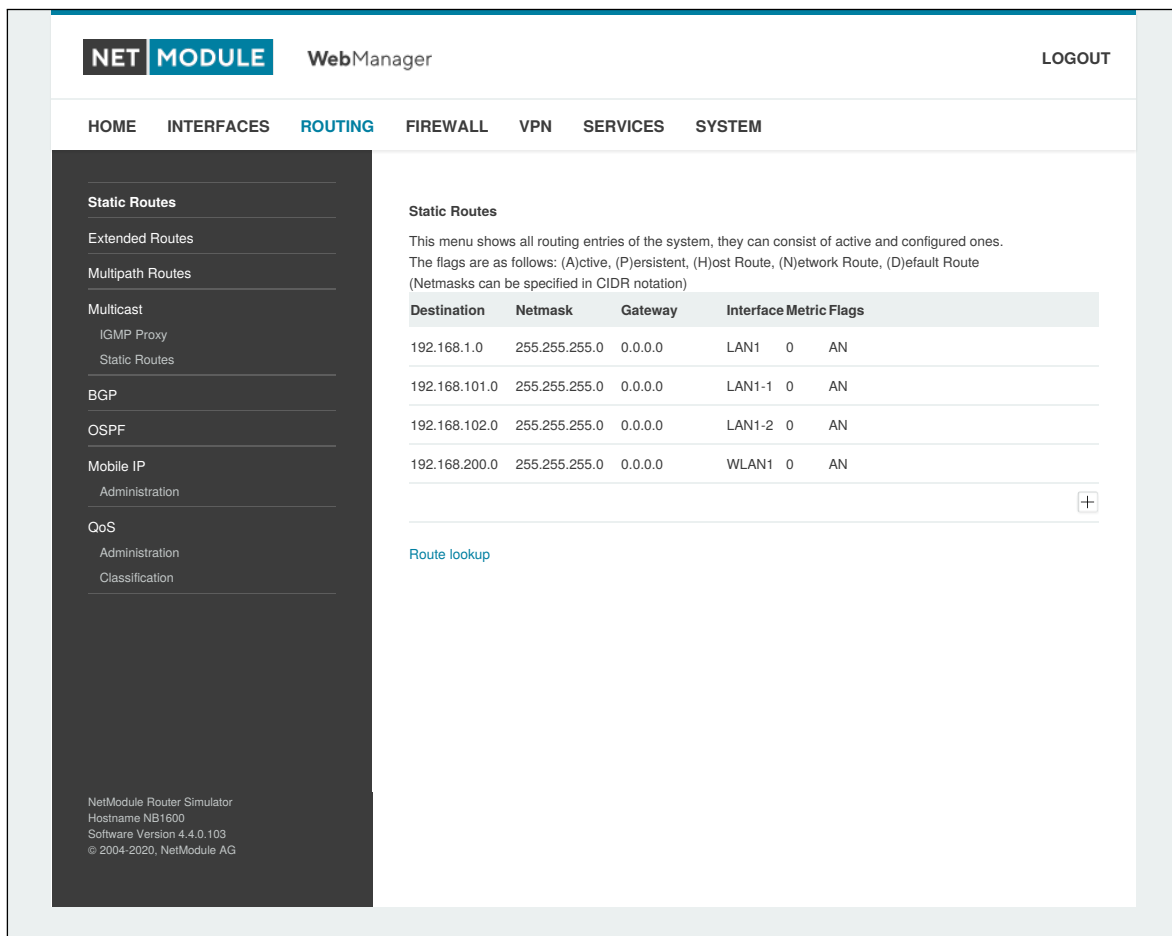 NET MODULE WebManager LOGOUT
HOME INTERFACES ROUTING FIREWALL VPN SERVICES SYSTEM
Static Routes
Extended Routes
Multipath Routes
Multicast
IGMP Proxy
Static Routes
BGP
OSPF
Mobile IP
Administration
QoS
Administration
Classification
NetModule Router Simulator
Hostname NB1600
Software Version 4.4.0.103
© 2004-2020, NetModule AG
Static Routes
This menu shows all routing entries of the system, they can consist of active and configured ones.
The flags are as follows: (A)ctive, (P)ersistent, (H)ost Route, (N)etwork Route, (D)efault Route
(Netmasks can be specified in CIDR notation)
Destination Netmask Gateway Interface Metric Flags
192.168.1.0 255.255.255.0 0.0.0.0 LAN1 0 AN
192.168.101.0 255.255.255.0 0.0.0.0 LAN1-1 0 AN
192.168.102.0 255.255.255.0 0.0.0.0 LAN1-2 0 AN
192.168.200.0 255.255.255.0 0.0.0.0 WLAN1 0 AN
Route lookup